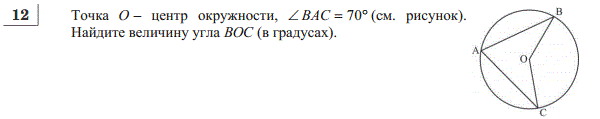 12
Точка O – центр окружности, ∠BAC = 70° (см. рисунок).
Найдите величину угла BOC (в градусах).
B
A
O
C